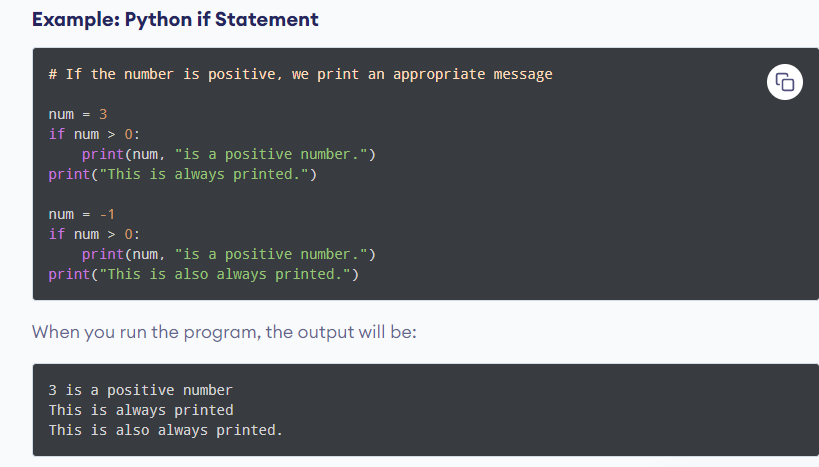 Example: Python if Statement
# If the number is positive, we print an appropriate message
num = 3
if num > 0:
    print(num, "is a positive number.")
print("This is always printed.")
num = -1
if num > 0:
    print(num, "is a positive number.")
print("This is also always printed.")
When you run the program, the output will be:
3 is a positive number
This is always printed
This is also always printed.